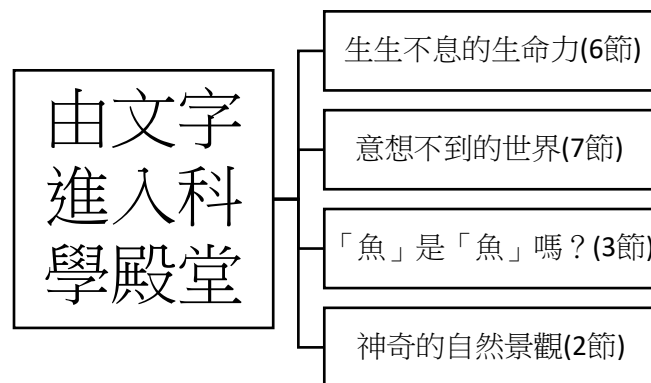 由文字
進入科
學殿堂
生生不息的生命力(6節)
意想不到的世界(7節)
「魚」是「魚」嗎？(3節)
神奇的自然景觀(2節)